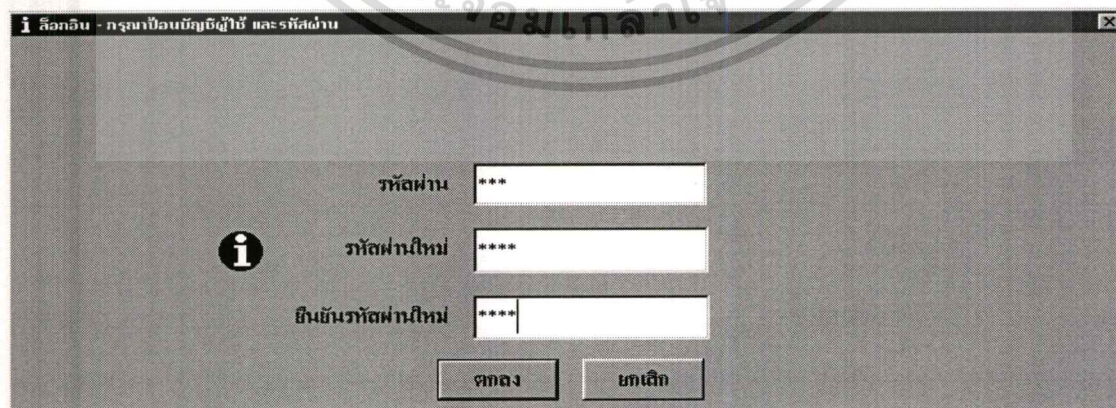 ล็อกอิน - กรุณาป้อนบัญชีผู้ใช้ และรหัสผ่าน
รหัสผ่าน ***
รหัสผ่านใหม่ ****
ยืนยันรหัสผ่านใหม่ ****
ตกลง ยกเลิก